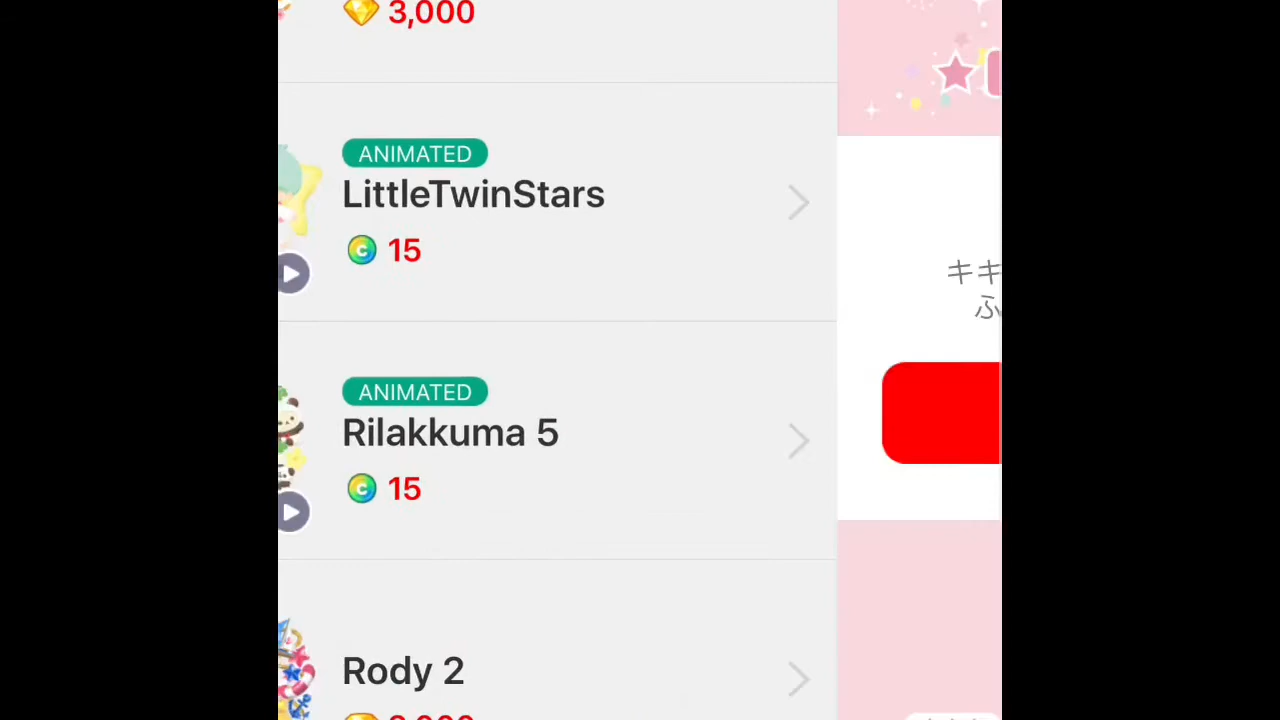 3,000
ANIMATED
LittleTwinStars
C 15
ANIMATED
Rilakkuma 5
C 15
Rody 2
キキ
ふ